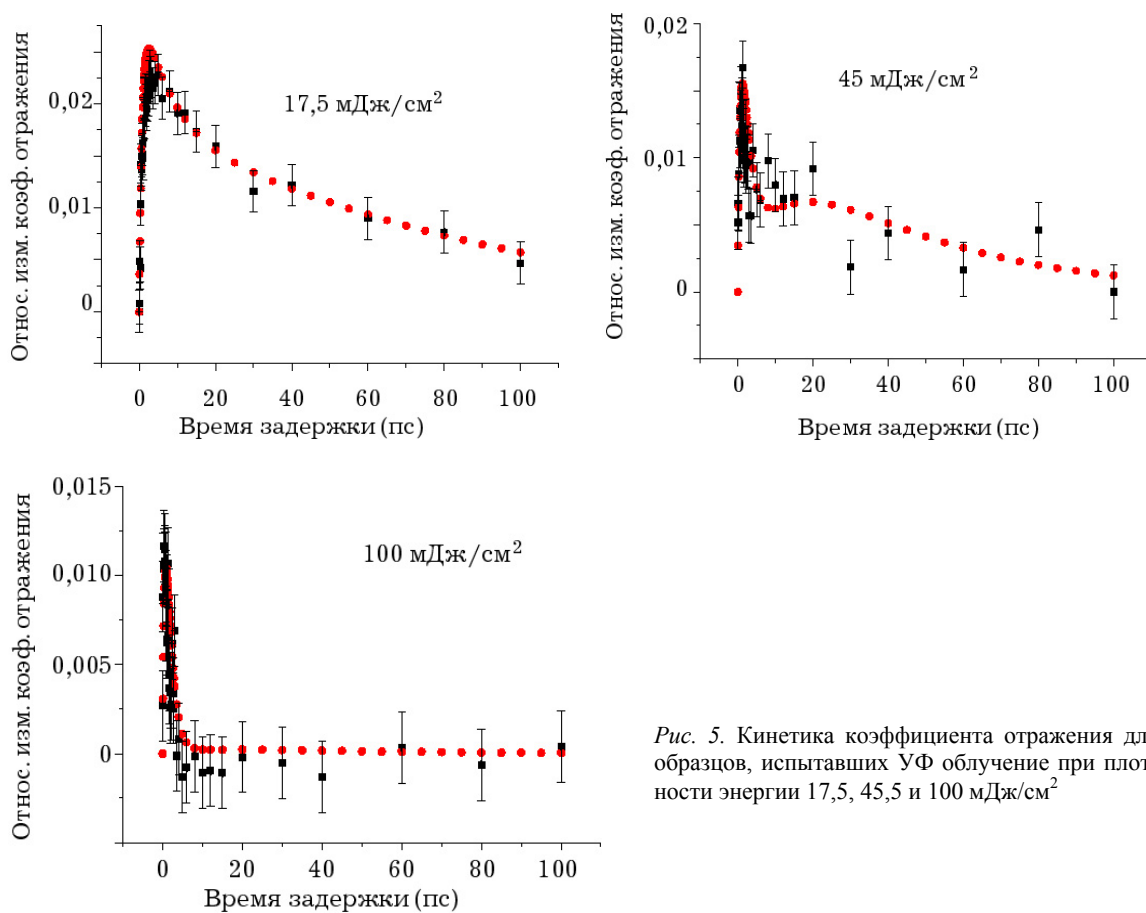 Относ. изм. коэф. отражения
0,02
0,01
0
17,5 мДж/см²
0 20 40 60 80 100
Время задержки (пс)
Относ. изм. коэф. отражения
0,02
0,01
0
45 мДж/см²
0 20 40 60 80 100
Время задержки (пс)
Относ. изм. коэф. отражения
0,015
0,010
0,005
0
100 мДж/см²
0 20 40 60 80 100
Время задержки (пс)
Рис. 5. Кинетика коэффициента отражения дл
образцов, испытавших УФ облучение при плот
ности энергии 17,5, 45,5 и 100 мДж/см²